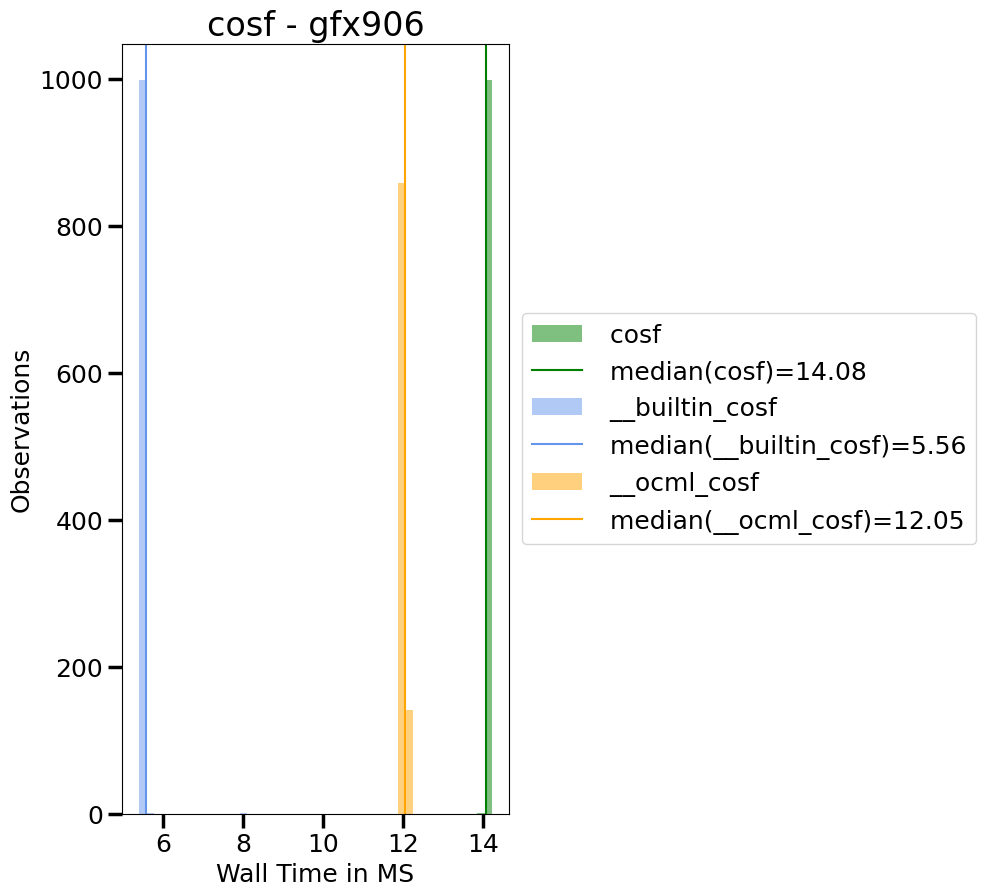 cosf - gfx906
1000
800
600
400
200
0
Observations
6 8 10 12 14
Wall Time in MS
cosf
median(cosf)=14.08
__builtin_cosf
median(__builtin_cosf)=5.56
__ocml_cosf
median(__ocml_cosf)=12.05